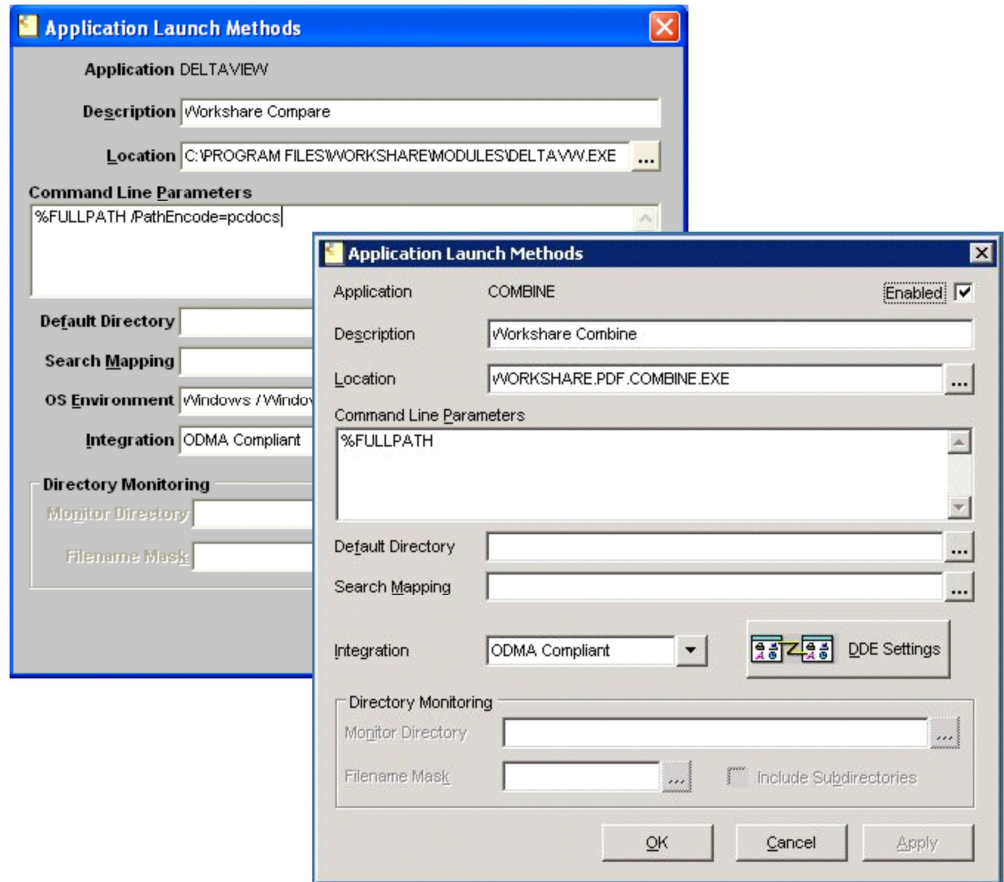 Application Launch Methods
Application DELTAVIEW
Description Workshare Compare
Location C:\PROGRAM FILES\WORKSHARE\MODULES\DELTAVW.EXE ...
Command Line Parameters
%FULLPATH /PathEncode=pcdocs
Default Directory
Search Mapping
OS Environment Windows / Window
Integration ODMA Compliant
Directory Monitoring
Monitor Directory
Filename Mask
Application Launch Methods
Application COMBINE Enabled
Description Workshare Combine
Location WORKSHARE.PDF.COMBINE.EXE ...
Command Line Parameters
%FULLPATH
Default Directory ...
Search Mapping ...
Integration ODMA Compliant DDE Settings
Directory Monitoring
Monitor Directory ...
Filename Mask ... Include Subdirectories
OK Cancel Apply